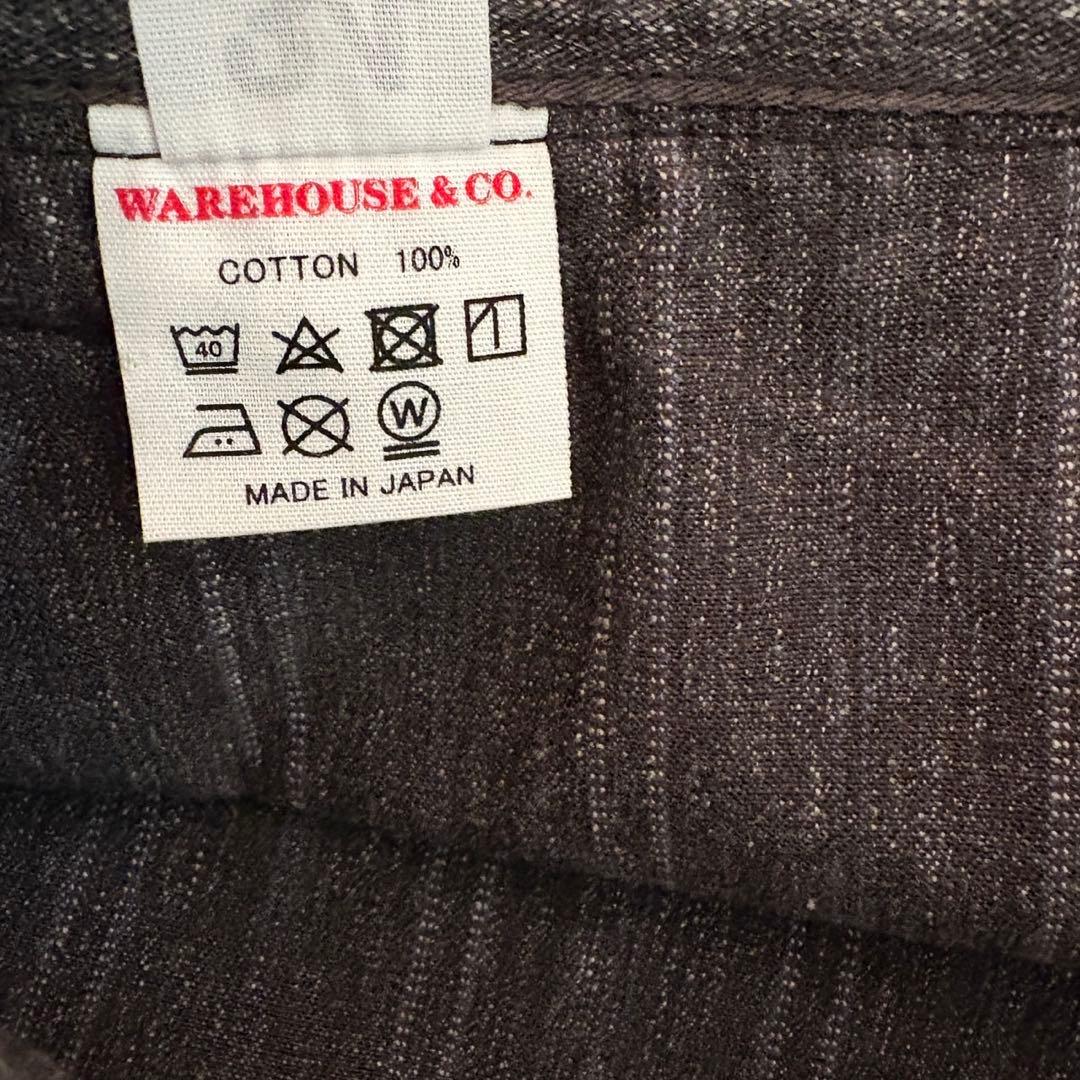 WAREHOUSE & CO.
COTTON 100%
40
W
MADE IN JAPAN